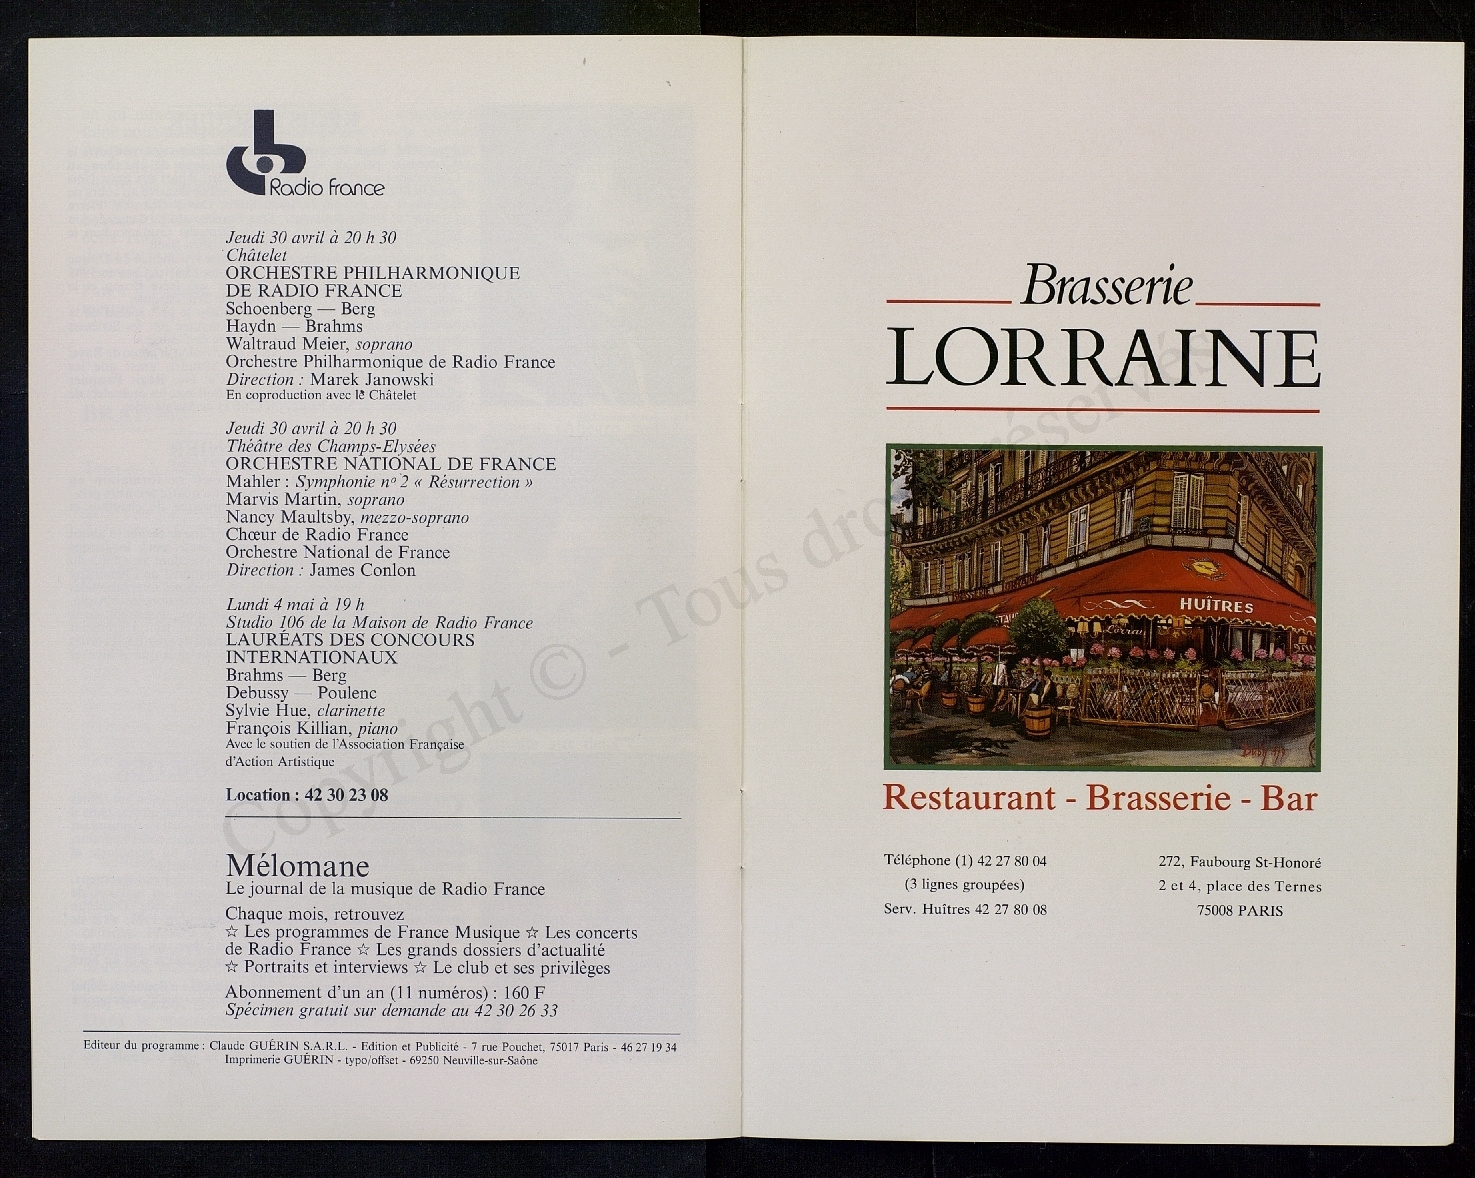 Radio France
Jeudi 30 avril à 20 h 30
Châtelet
ORCHESTRE PHILHARMONIQUE
DE RADIO FRANCE
Schoenberg — Berg
Haydn — Brahms
Waltraud Meier, soprano
Orchestre Philharmonique de Radio France
Direction : Marek Janowski
En coproduction avec le Châtelet
Jeudi 30 avril à 20 h 30
Théâtre des Champs-Elysées
ORCHESTRE NATIONAL DE FRANCE
Mahler : Symphonie nº 2 « Résurrection »
Marvis Martin, soprano
Nancy Maultsby, mezzo-soprano
Chœur de Radio France
Orchestre National de France
Direction : James Conlon
Lundi 4 mai à 19 h
Studio 106 de la Maison de Radio France
LAURÉATS DES CONCOURS
INTERNATIONAUX
Brahms — Berg
Debussy — Poulenc
Sylvie Hue, clarinette
François Killian, piano
Avec le soutien de l'Association Française
d'Action Artistique
Location : 42 30 23 08
Mélomane
Le journal de la musique de Radio France
Chaque mois, retrouvez
☆ Les programmes de France Musique ☆ Les concerts
de Radio France ☆ Les grands dossiers d'actualité
☆ Portraits et interviews ☆ Le club et ses privilèges
Abonnement d'un an (11 numéros) : 160 F
Spécimen gratuit sur demande au 42 30 26 33
Editeur du programme : Claude GUÉRIN S.A.R.L. - Edition et Publicité - 7 rue Pouchet, 75017 Paris - 46 27 19 34
Imprimerie GUÉRIN - typo/offset - 69250 Neuville-sur-Saône
Brasserie
LORRAINE
HUÎTRES
Restaurant - Brasserie - Bar
Téléphone (1) 42 27 80 04
(3 lignes groupées)
Serv. Huîtres 42 27 80 08
272, Faubourg St-Honoré
2 et 4, place des Ternes
75008 PARIS
Copyright © - Tous droits réservés